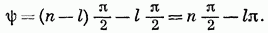 ψ = (n − l) π/2 − l π/2 = n π/2 − lπ.